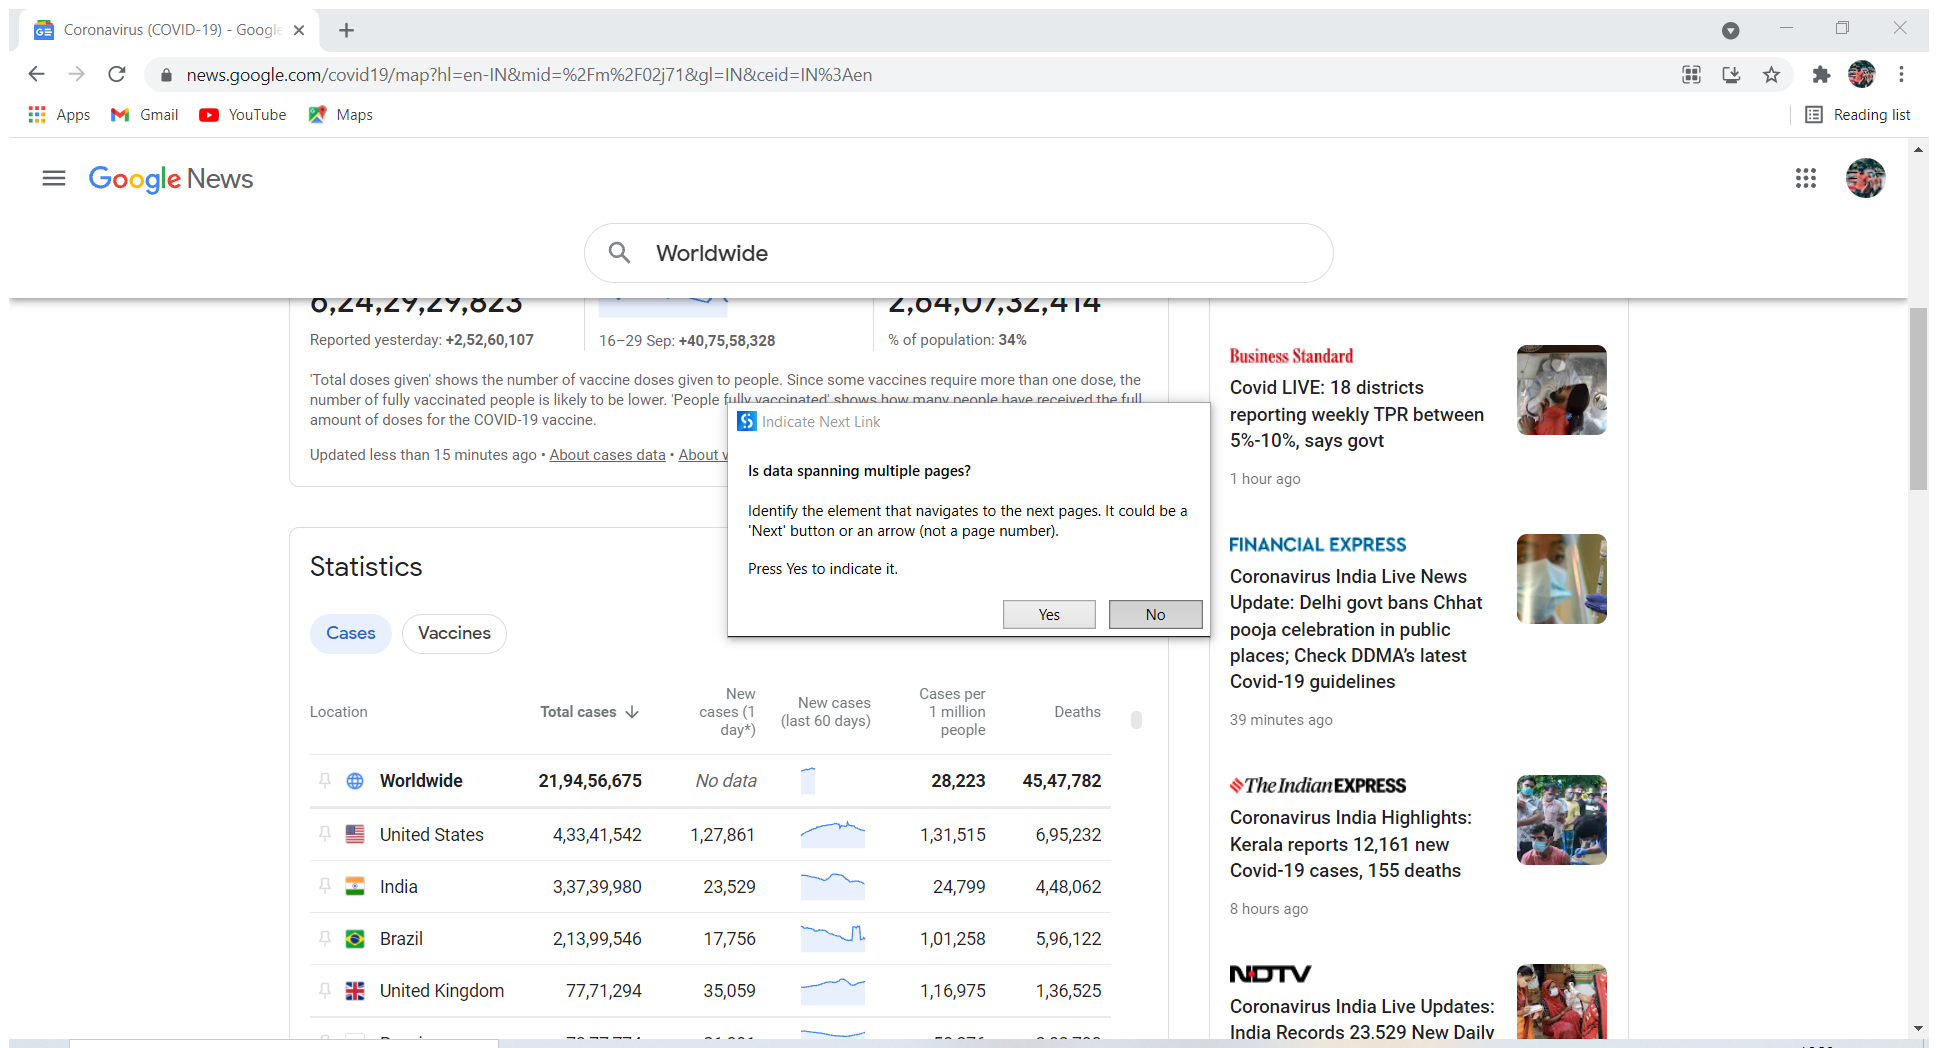 Coronavirus (COVID-19) - Google
news.google.com/covid19/map?hl=en-IN&mid=%2Fm%2F02j71&gl=IN&ceid=IN%3Aen
Apps Gmail YouTube Maps Reading list
Google News
Worldwide
6,24,29,29,823 2,64,07,32,414
Reported yesterday: +2,52,60,107 16–29 Sep: +40,75,58,328 % of population: 34%
'Total doses given' shows the number of vaccine doses given to people. Since some vaccines require more than one dose, the
number of fully vaccinated people is likely to be lower. 'People fully vaccinated' shows how many people have received the full
amount of doses for the COVID-19 vaccine.
Updated less than 15 minutes ago • About cases data • About v
Indicate Next Link
Is data spanning multiple pages?
Identify the element that navigates to the next pages. It could be a
'Next' button or an arrow (not a page number).
Press Yes to indicate it.
Yes No
Statistics
Cases Vaccines
Location Total cases New cases (1 day*) New cases (last 60 days) Cases per 1 million people Deaths
Worldwide 21,94,56,675 No data 28,223 45,47,782
United States 4,33,41,542 1,27,861 1,31,515 6,95,232
India 3,37,39,980 23,529 24,799 4,48,062
Brazil 2,13,99,546 17,756 1,01,258 5,96,122
United Kingdom 77,71,294 35,059 1,16,975 1,36,525
Business Standard
Covid LIVE: 18 districts
reporting weekly TPR between
5%-10%, says govt
1 hour ago
FINANCIAL EXPRESS
Coronavirus India Live News
Update: Delhi govt bans Chhat
pooja celebration in public
places; Check DDMA’s latest
Covid-19 guidelines
39 minutes ago
The Indian EXPRESS
Coronavirus India Highlights:
Kerala reports 12,161 new
Covid-19 cases, 155 deaths
8 hours ago
NDTV
Coronavirus India Live Updates:
India Records 23,529 New Daily